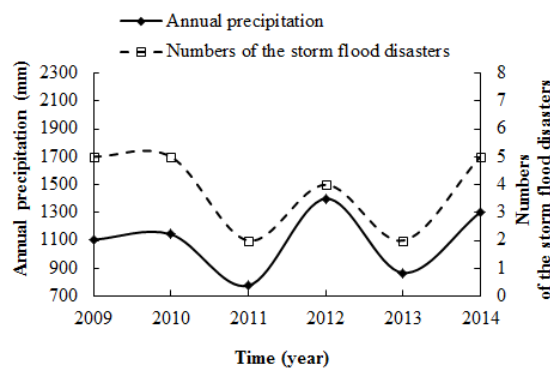 Annual precipitation
Numbers of the storm flood disasters
Annual precipitation (mm)
2300
2100
1900
1700
1500
1300
1100
900
700
8
7
6
5
4
3
2
1
0
Numbers
of the storm flood disasters
2009 2010 2011 2012 2013 2014
Time (year)